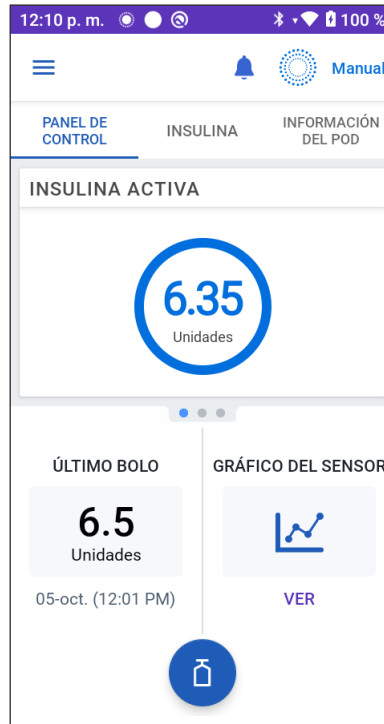 12:10 p. m. 100 %
Manual
PANEL DE
CONTROL
INSULINA
INFORMACIÓN
DEL POD
INSULINA ACTIVA
6.35
Unidades
ÚLTIMO BOLO
6.5
Unidades
05-oct. (12:01 PM)
GRÁFICO DEL SENSOR
VER